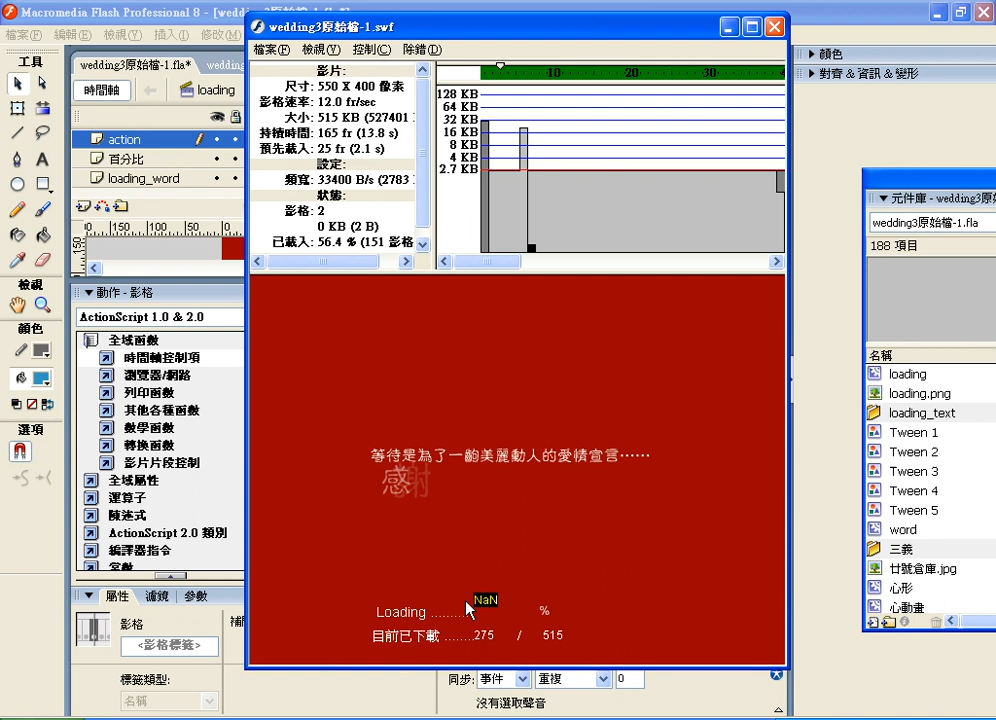 Macromedia Flash Professional 8 - [wedd
檔案(F) 編輯(E) 檢視(V) 插入(I) 修改(M)
工具
wedding3原始檔-1.fla* wedding
時間軸 loading
action
百分比
loading_word
150 100 50 0
檢視
顏色
選項
動作 - 影格
ActionScript 1.0 & 2.0
全域函數
時間軸控制項
瀏覽器/網路
列印函數
其他各種函數
數學函數
轉換函數
影片片段控制
全域屬性
運算子
陳述式
ActionScript 2.0 類別
編譯器指令
常數
屬性 濾鏡 參數
影格
<影格標籤>
標籤類型:
名稱
補間
wedding3原始檔-1.swf
檔案(F) 檢視(V) 控制(C) 除錯(D)
影片:
尺寸: 550 X 400 像素
影格速率: 12.0 fr/sec
大小: 515 KB (527401
持續時間: 165 fr (13.8 s)
預先載入: 25 fr (2.1 s)
設定:
頻寬: 33400 B/s (2783
狀態:
影格: 2
0 KB (2 B)
已載入: 56.4 % (151 影格
10 20 30
128 KB
64 KB
32 KB
16 KB
8 KB
4 KB
2.7 KB
等待是為了一齣美麗動人的愛情宣言……
感謝
NaN
Loading .......... %
目前已下載 .......275 / 515
同步: 事件 重複 0
沒有選取聲音
顏色
對齊 & 資訊 & 變形
元件庫 - wedding3原始
wedding3原始檔-1.fla
188 項目
名稱
loading
loading.png
loading_text
Tween 1
Tween 2
Tween 3
Tween 4
Tween 5
word
三義
廿號倉庫.jpg
心形
心動畫